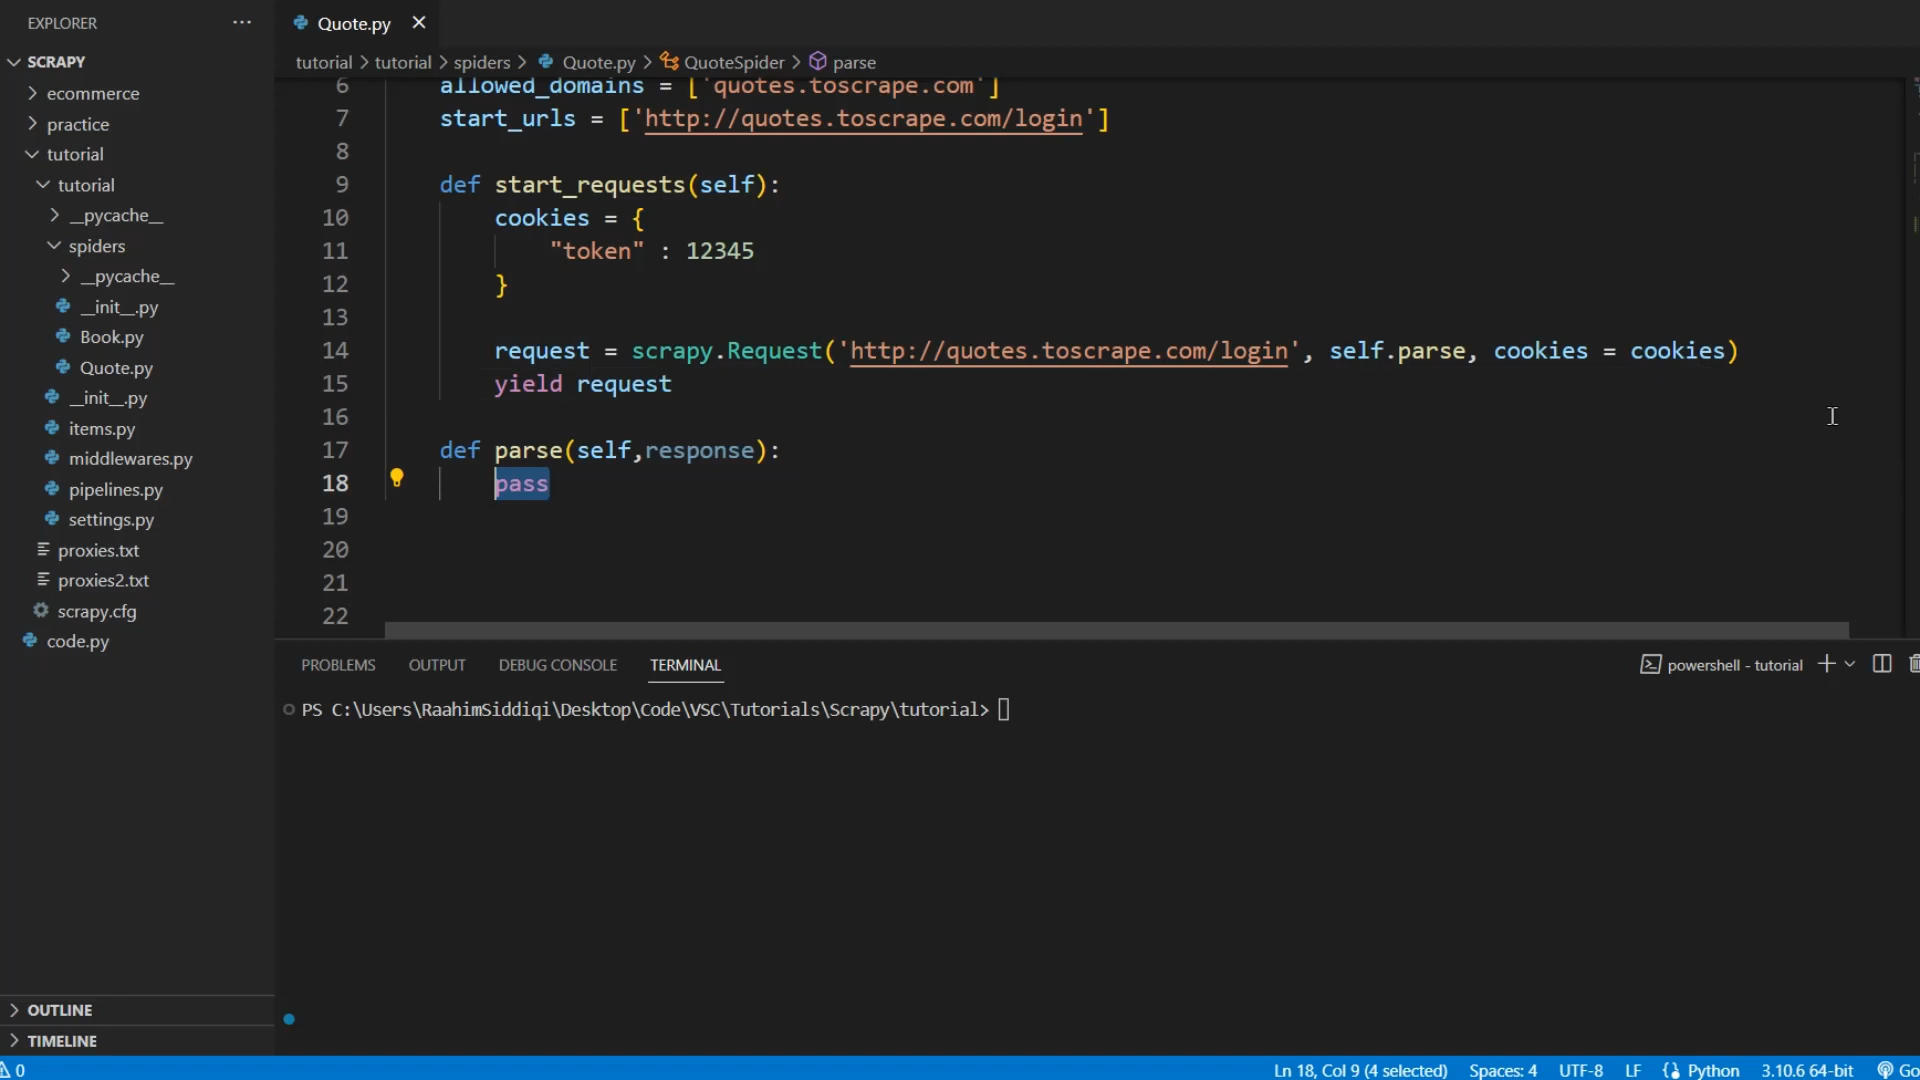 EXPLORER
Quote.py
tutorial > tutorial > spiders > Quote.py > QuoteSpider > parse
SCRAPY
ecommerce
practice
tutorial
tutorial
__pycache__
spiders
__pycache__
__init__.py
Book.py
Quote.py
__init__.py
items.py
middlewares.py
pipelines.py
settings.py
proxies.txt
proxies2.txt
scrapy.cfg
code.py
OUTLINE
TIMELINE
6 allowed_domains = ['quotes.toscrape.com']
7 start_urls = ['http://quotes.toscrape.com/login']
8
9 def start_requests(self):
10 cookies = {
11 "token" : 12345
12 }
13
14 request = scrapy.Request('http://quotes.toscrape.com/login', self.parse, cookies = cookies)
15 yield request
16
17 def parse(self,response):
18 pass
19
20
21
22
PROBLEMS OUTPUT DEBUG CONSOLE TERMINAL powershell - tutorial
PS C:\Users\RaahimSiddiqi\Desktop\Code\VSC\Tutorials\Scrapy\tutorial>
0 Ln 18, Col 9 (4 selected) Spaces: 4 UTF-8 LF Python 3.10.6 64-bit Go